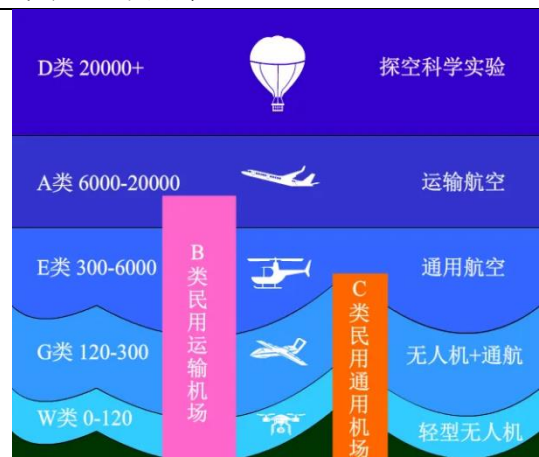 D类 20000+
探空科学实验
A类 6000-20000
运输航空
E类 300-6000
通用航空
B类民用运输机场
C类民用通用机场
G类 120-300
无人机+通航
W类 0-120
轻型无人机